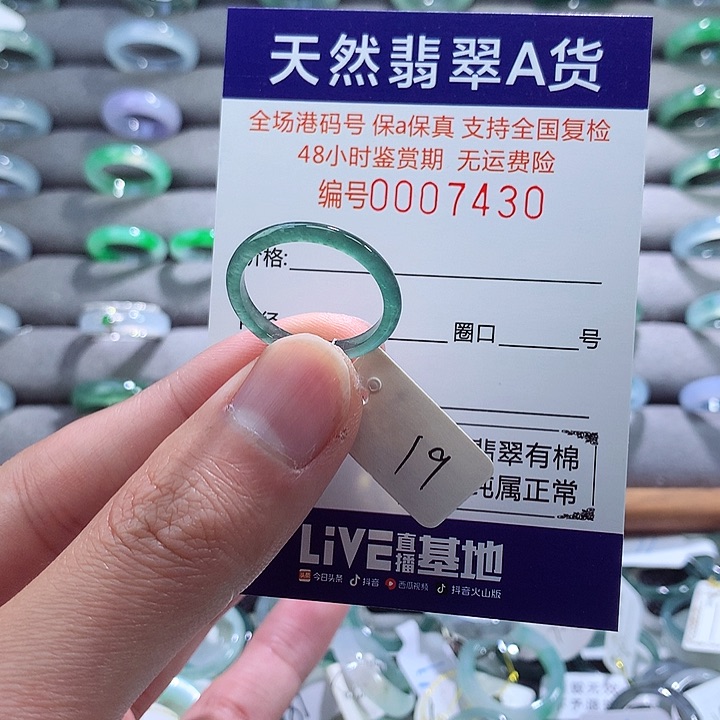 天然翡翠A货
全场港码号 保a保真 支持全国复检
48小时鉴赏期 无运费险
编号0007430
价格:
圈口 号
19
翡翠有棉
纯属正常
LiVE直播基地
今日头条 抖音 西瓜视频 抖音火山版